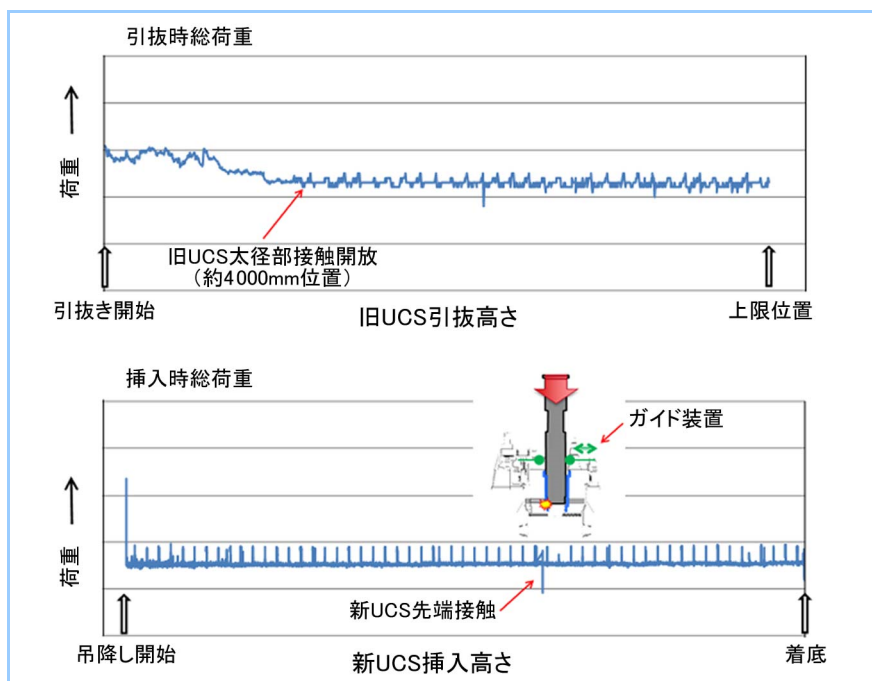 引抜時総荷重
荷重
旧UCS太径部接触開放
（約4000mm位置）
引抜き開始
旧UCS引抜高さ
上限位置
挿入時総荷重
ガイド装置
荷重
新UCS先端接触
吊降し開始
新UCS挿入高さ
着底